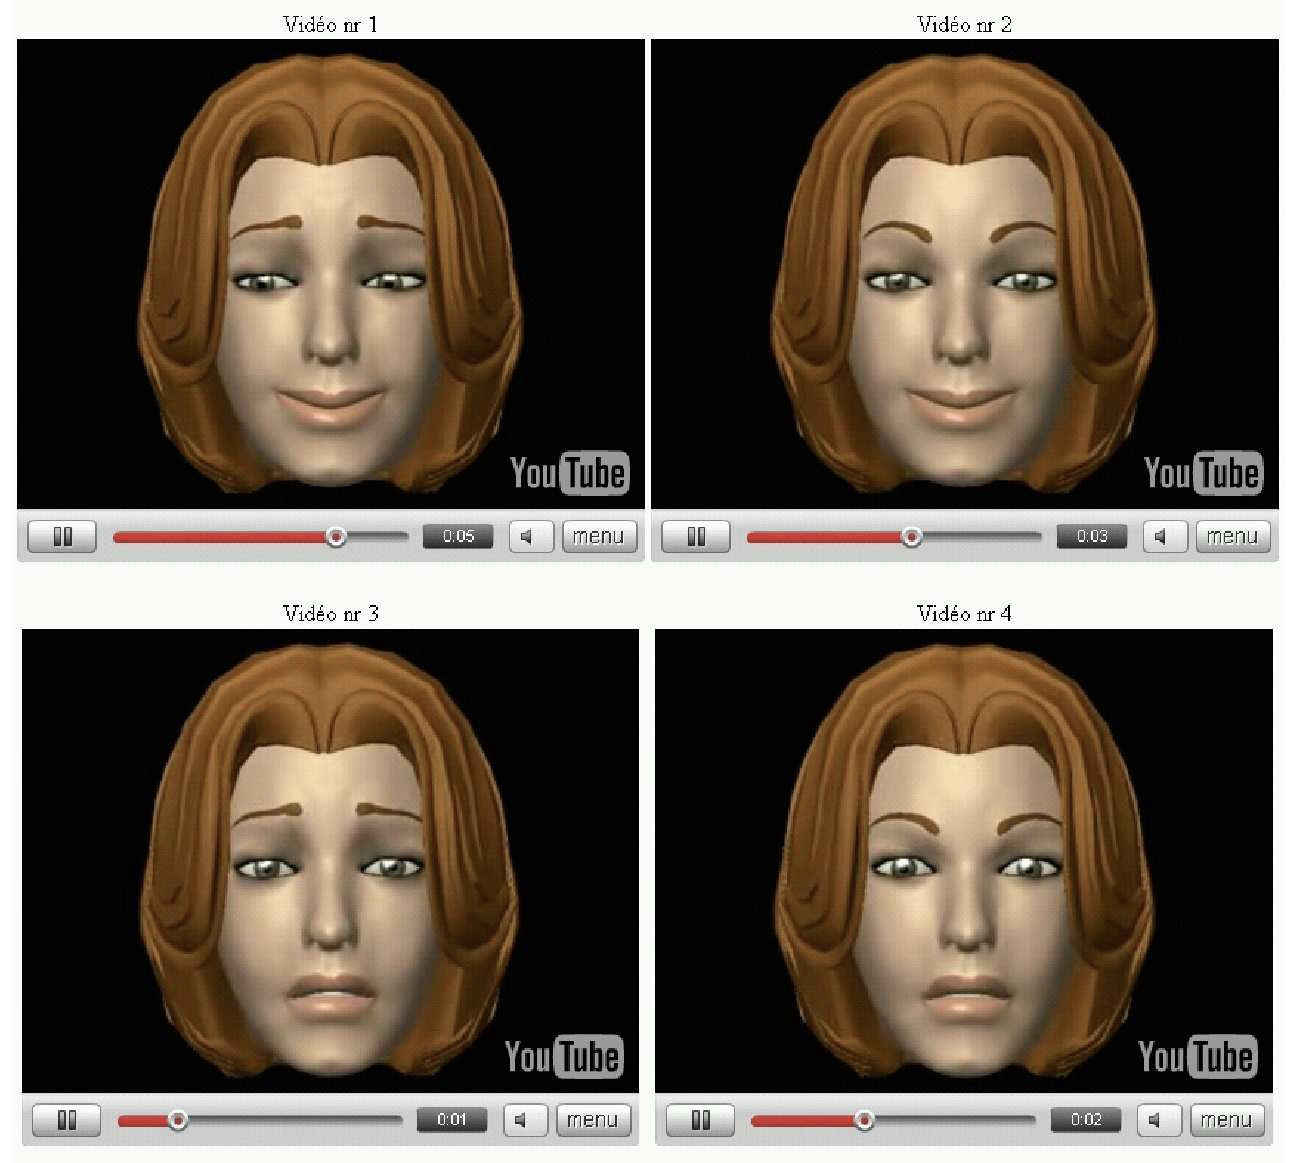 Vidéo nr 1
Vidéo nr 2
YouTube
YouTube
0:05
menu
0:03
menu
Vidéo nr 3
Vidéo nr 4
YouTube
YouTube
0:01
menu
0:02
menu